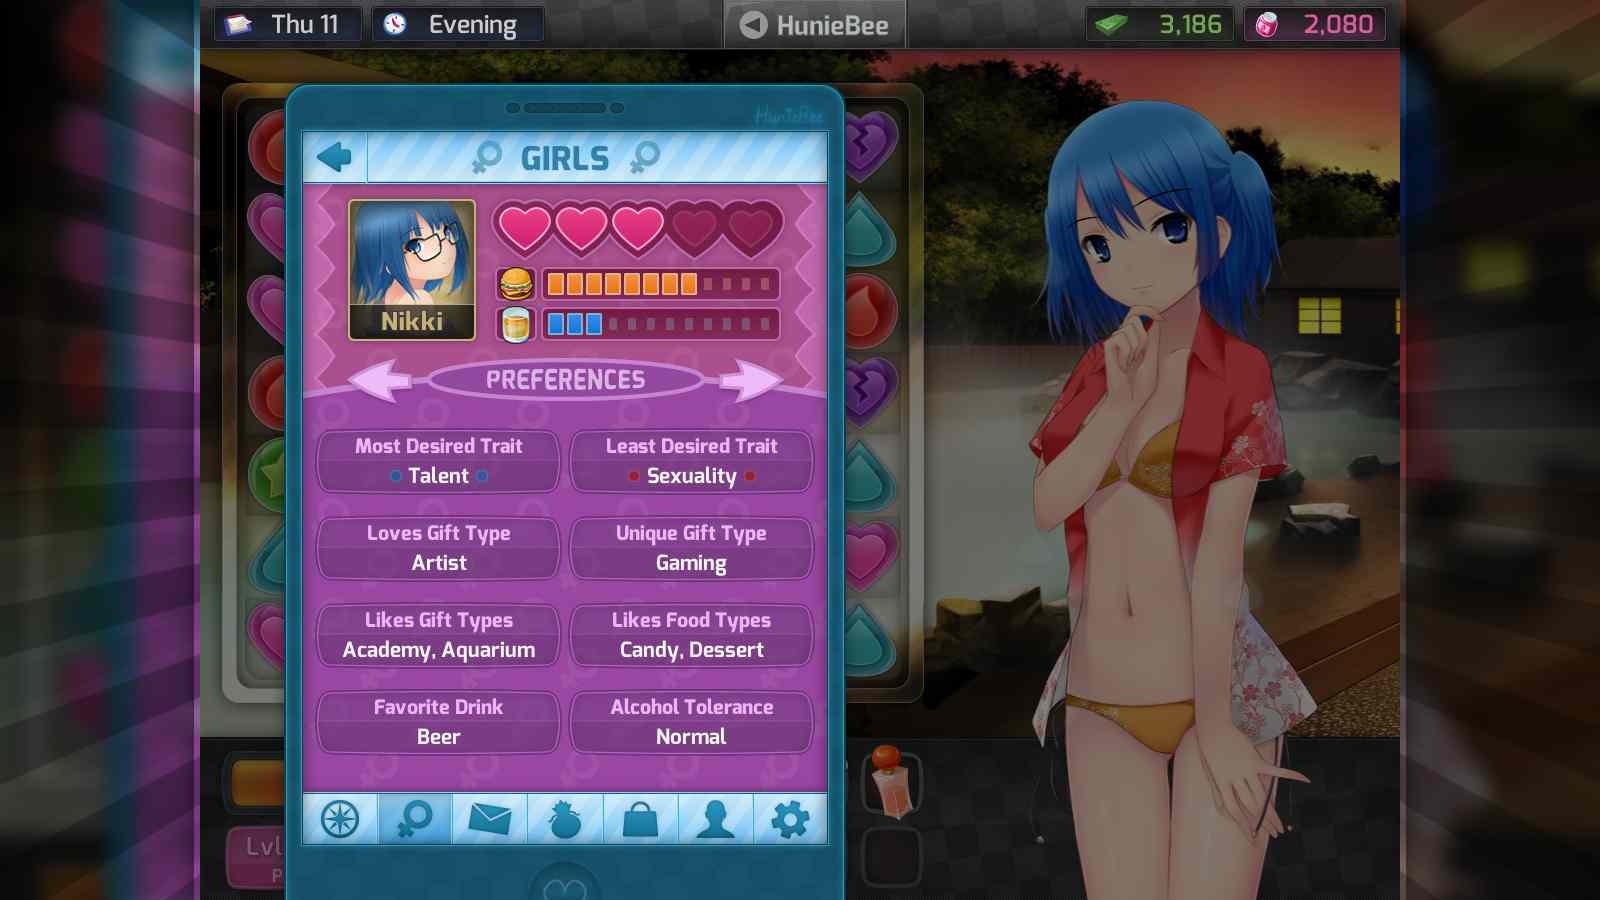 Thu 11
Evening
HunieBee
3,186
2,080
HunieBee
GIRLS
Nikki
PREFERENCES
Most Desired Trait
Talent
Least Desired Trait
Sexuality
Loves Gift Type
Artist
Unique Gift Type
Gaming
Likes Gift Types
Academy, Aquarium
Likes Food Types
Candy, Dessert
Favorite Drink
Beer
Alcohol Tolerance
Normal
Lvl
P